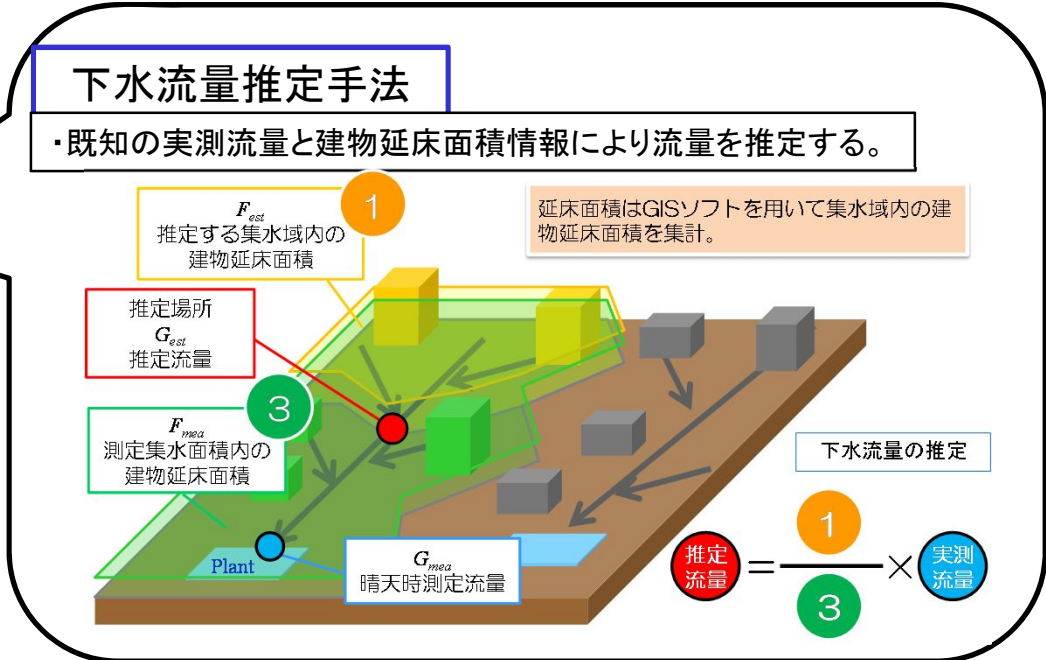 下水流量推定手法
・既知の実測流量と建物延床面積情報により流量を推定する。
1
F_est
推定する集水域内の
建物延床面積
延床面積はGISソフトを用いて集水域内の建
物延床面積を集計。
推定場所
G_est
推定流量
3
F_mea
測定集水面積内の
建物延床面積
下水流量の推定
Plant
G_mea
晴天時測定流量
推定
流量
=
1
3
×
実測
流量